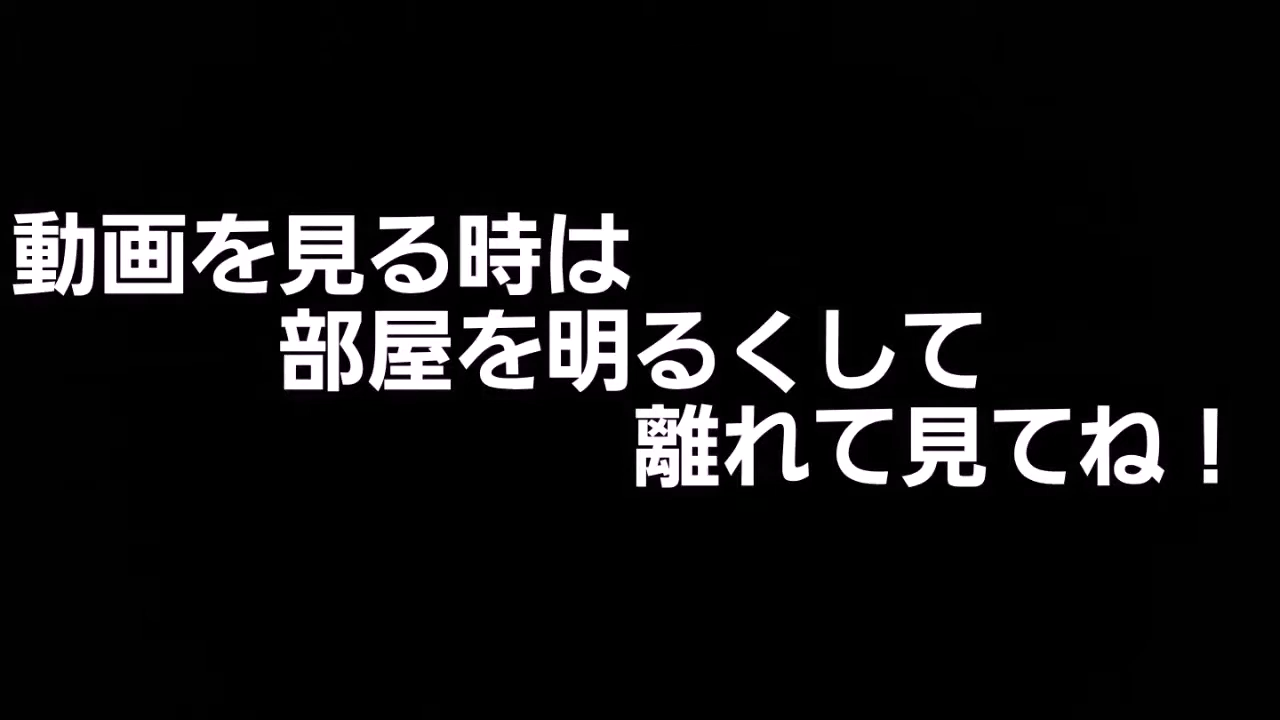 動画を見る時は
部屋を明るくして
離れて見てね！